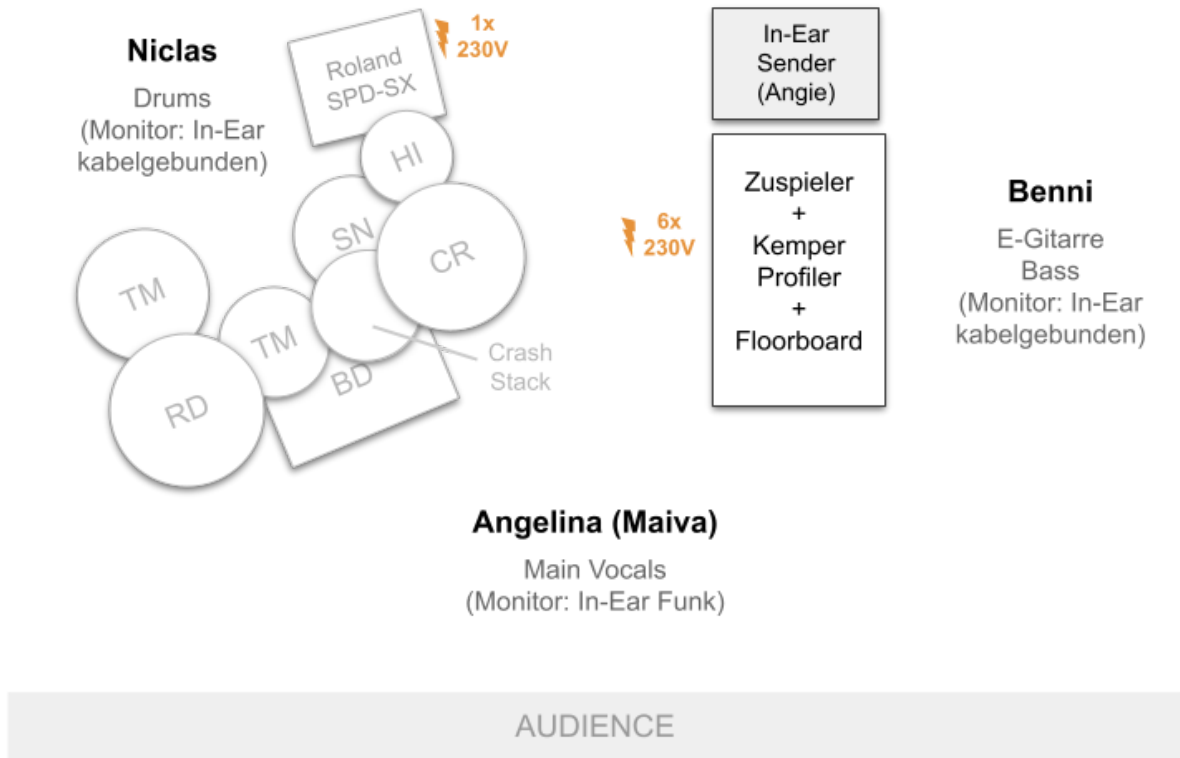 Niclas
Drums
(Monitor: In-Ear
kabelgebunden)
Roland
SPD-SX
1x
230V
HI
SN
CR
TM
TM
RD
BD
Crash
Stack
In-Ear
Sender
(Angie)
6x
230V
Zuspieler
+
Kemper
Profiler
+
Floorboard
Benni
E-Gitarre
Bass
(Monitor: In-Ear
kabelgebunden)
Angelina (Maiva)
Main Vocals
(Monitor: In-Ear Funk)
AUDIENCE